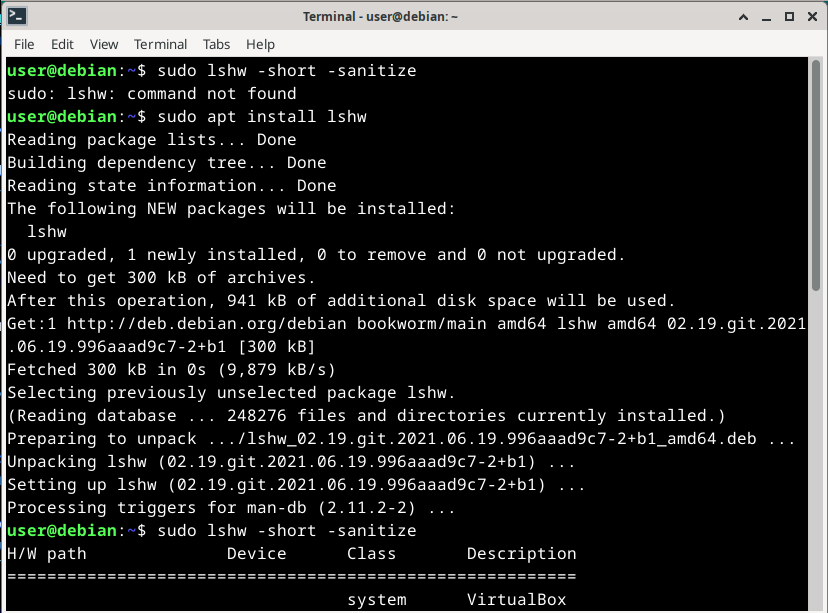 Terminal - user@debian: ~
File Edit View Terminal Tabs Help
user@debian:~$ sudo lshw -short -sanitize
sudo: lshw: command not found
user@debian:~$ sudo apt install lshw
Reading package lists... Done
Building dependency tree... Done
Reading state information... Done
The following NEW packages will be installed:
  lshw
0 upgraded, 1 newly installed, 0 to remove and 0 not upgraded.
Need to get 300 kB of archives.
After this operation, 941 kB of additional disk space will be used.
Get:1 http://deb.debian.org/debian bookworm/main amd64 lshw amd64 02.19.git.2021
.06.19.996aaad9c7-2+b1 [300 kB]
Fetched 300 kB in 0s (9,879 kB/s)
Selecting previously unselected package lshw.
(Reading database ... 248276 files and directories currently installed.)
Preparing to unpack .../lshw_02.19.git.2021.06.19.996aaad9c7-2+b1_amd64.deb ...
Unpacking lshw (02.19.git.2021.06.19.996aaad9c7-2+b1) ...
Setting up lshw (02.19.git.2021.06.19.996aaad9c7-2+b1) ...
Processing triggers for man-db (2.11.2-2) ...
user@debian:~$ sudo lshw -short -sanitize
H/W path              Device      Class       Description
=========================================================
                                  system      VirtualBox